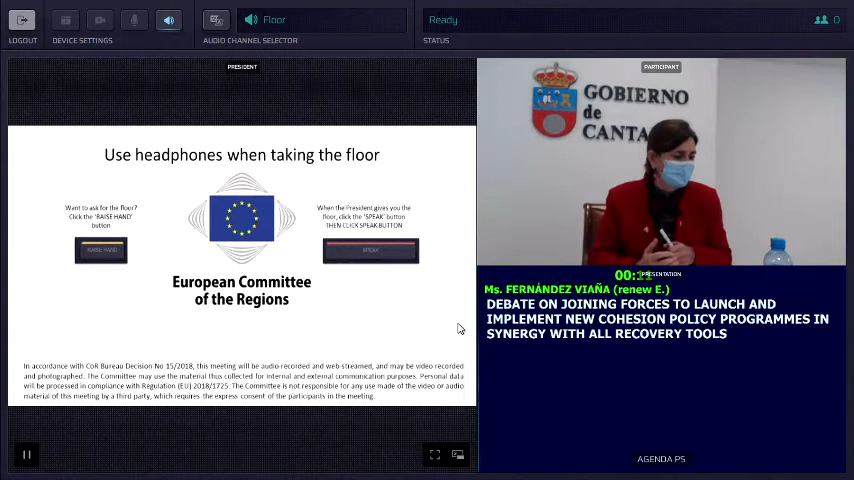 LOGOUT
DEVICE SETTINGS
Floor
AUDIO CHANNEL SELECTOR
Ready
0
STATUS
PRESIDENT
Use headphones when taking the floor
Want to ask for the floor?
Click the 'RAISE HAND'
button
RAISE HAND
When the President gives you the
floor, click the 'SPEAK' button
THEN CLICK SPEAK BUTTON
SPEAK
European Committee
of the Regions
In accordance with CoR Bureau Decision No 15/2018, this meeting will be audio recorded and web streamed, and may be video recorded
and photographed. The Committee may use the material thus collected for internal and external communication purposes. Personal data
will be processed in compliance with Regulation (EU) 2018/1725. The Committee is not responsible for any use made of the video or audio
material of this meeting by a third party, which requires the express consent of the participants in the meeting.
PARTICIPANT
GOBIERNO
de
CANTA
PRESENTATION
Ms. FERNÁNDEZ VIAÑA (renew E.)
DEBATE ON JOINING FORCES TO LAUNCH AND
IMPLEMENT NEW COHESION POLICY PROGRAMMES IN
SYNERGY WITH ALL RECOVERY TOOLS
AGENDA PS